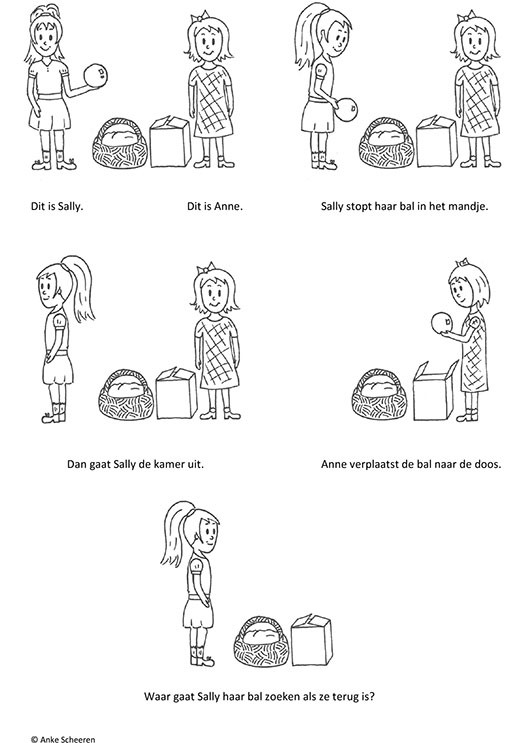 Dit is Sally.
Dit is Anne.
Sally stopt haar bal in het mandje.
Dan gaat Sally de kamer uit.
Anne verplaatst de bal naar de doos.
Waar gaat Sally haar bal zoeken als ze terug is?
© Anke Scheeren